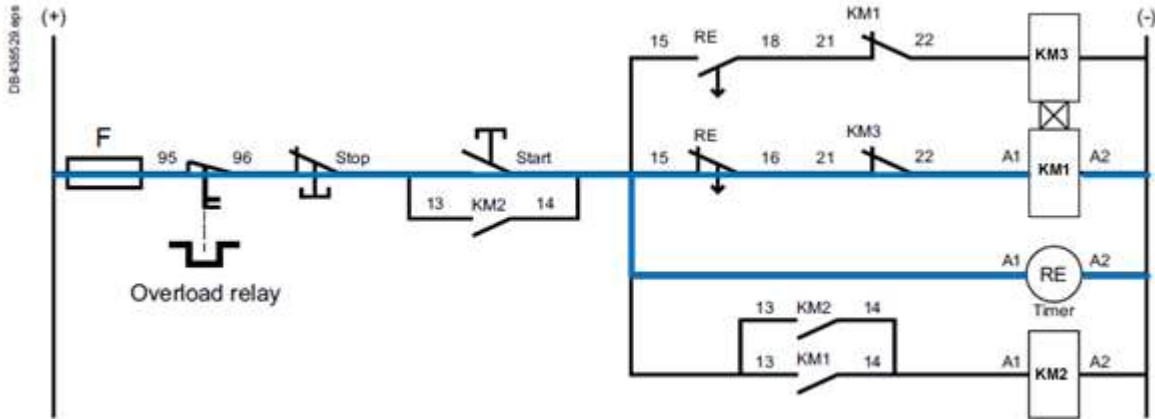 DB438529.eps
(+)
(-)
KM1
15 RE 18 21 22 KM3
F
95 96 Stop Start
RE KM3
15 16 21 22 A1 KM1 A2
13 KM2 14
Overload relay
A1 RE A2
Timer
13 KM2 14
13 KM1 14
A1 KM2 A2